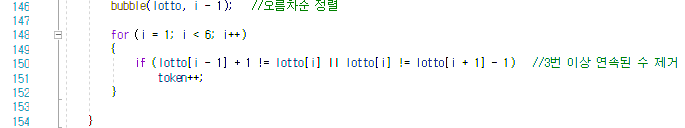 146 bubble(lotto, i - 1); //오름차순 정렬
147
148 for (i = 1; i < 6; i++)
149 {
150 if (lotto[i - 1] + 1 != lotto[i] || lotto[i] != lotto[i + 1] - 1) //3번 이상 연속된 수 제거
151 token++;
152 }
153
154 }